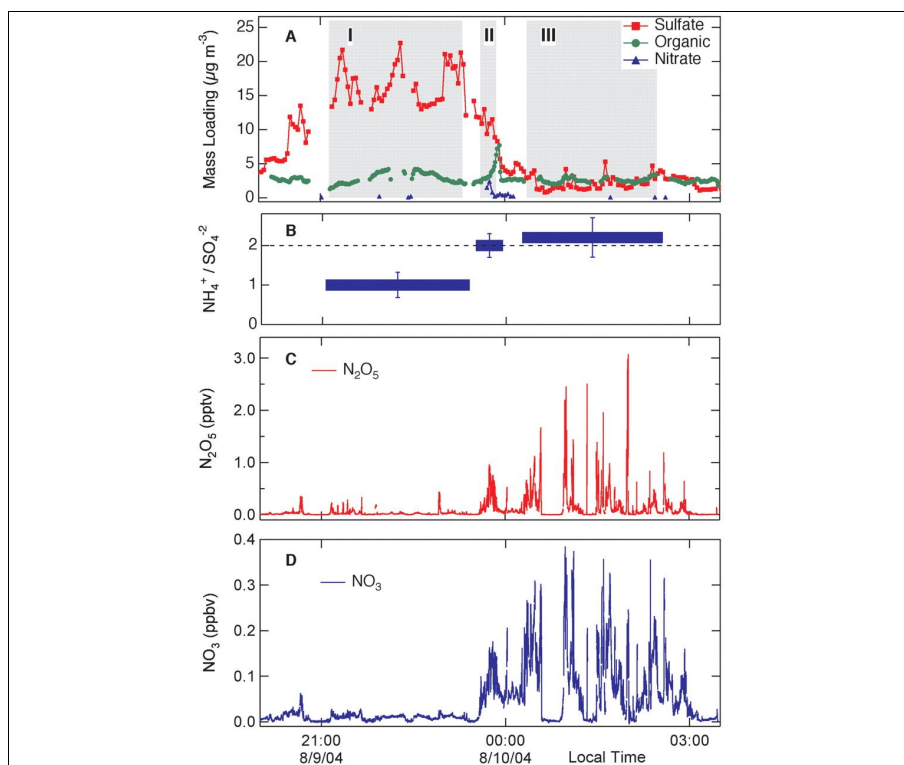 A
I
II
III
Sulfate
Organic
Nitrate
Mass Loading (µg m-3)
25
20
15
10
5
0
B
NH4+ / SO4-2
2
1
0
C
N2O5
N2O5 (pptv)
3.0
2.0
1.0
0.0
D
NO3
NO3 (ppbv)
0.4
0.3
0.2
0.1
0.0
21:00
00:00
03:00
8/9/04
8/10/04
Local Time